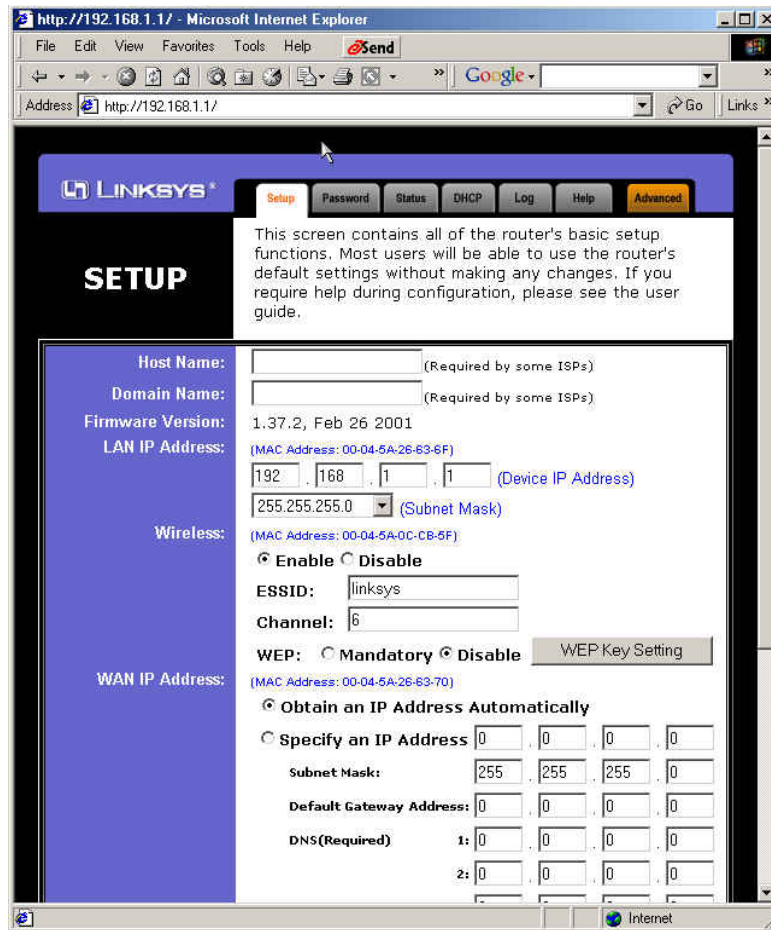 http://192.168.1.1/ - Microsoft Internet Explorer
File Edit View Favorites Tools Help eSend
» Google »
Address http://192.168.1.1/ Go Links »
LINKSYS® Setup Password Status DHCP Log Help Advanced
SETUP
This screen contains all of the router's basic setup
functions. Most users will be able to use the router's
default settings without making any changes. If you
require help during configuration, please see the user
guide.
Host Name: (Required by some ISPs)
Domain Name: (Required by some ISPs)
Firmware Version: 1.37.2, Feb 26 2001
LAN IP Address: (MAC Address: 00-04-5A-26-63-6F)
192 . 168 . 1 . 1 (Device IP Address)
255.255.255.0 (Subnet Mask)
Wireless: (MAC Address: 00-04-5A-0C-CB-5F)
Enable Disable
ESSID: linksys
Channel: 6
WEP: Mandatory Disable WEP Key Setting
WAN IP Address: (MAC Address: 00-04-5A-26-63-70)
Obtain an IP Address Automatically
Specify an IP Address 0 . 0 . 0 . 0
Subnet Mask: 255 . 255 . 255 . 0
Default Gateway Address: 0 . 0 . 0 . 0
DNS(Required) 1: 0 . 0 . 0 . 0
2: 0 . 0 . 0 . 0
Internet